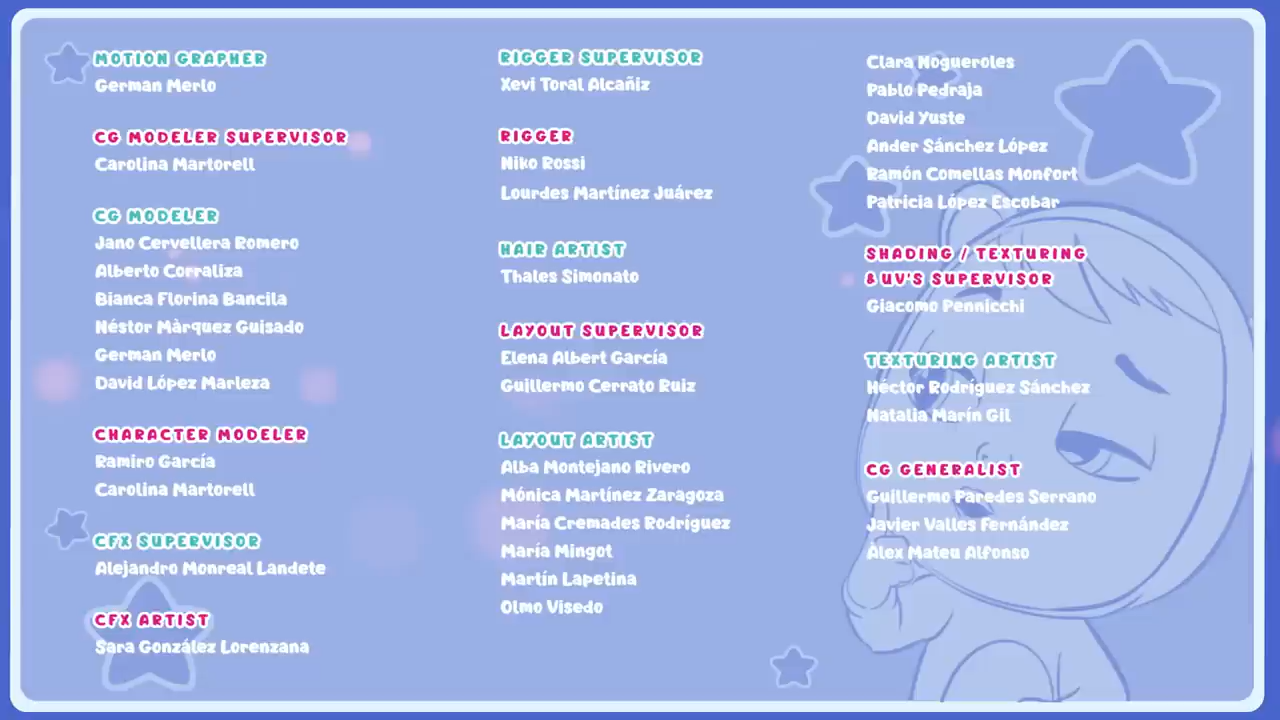 MOTION GRAPHER
German Merlo
CG MODELER SUPERVISOR
Carolina Martorell
CG MODELER
Jano Cervellera Romero
Alberto Corraliza
Bianca Florina Bancila
Néstor Màrquez Guisado
German Merlo
David López Marleza
CHARACTER MODELER
Ramiro García
Carolina Martorell
CFX SUPERVISOR
Alejandro Monreal Landete
CFX ARTIST
Sara González Lorenzana
RIGGER SUPERVISOR
Xevi Toral Alcañiz
RIGGER
Niko Rossi
Lourdes Martínez Juárez
HAIR ARTIST
Thales Simonato
LAYOUT SUPERVISOR
Elena Albert García
Guillermo Cerrato Ruiz
LAYOUT ARTIST
Alba Montejano Rivero
Mónica Martínez Zaragoza
María Cremades Rodríguez
María Mingot
Martín Lapetina
Olmo Visedo
Clara Nogueroles
Pablo Pedraja
David Yuste
Ander Sánchez López
Ramón Comellas Monfort
Patricia López Escobar
SHADING / TEXTURING
& UV'S SUPERVISOR
Giacomo Pennicchi
TEXTURING ARTIST
Héctor Rodríguez Sánchez
Natalia Marín Gil
CG GENERALIST
Guillermo Paredes Serrano
Javier Valles Fernández
Àlex Mateu Alfonso